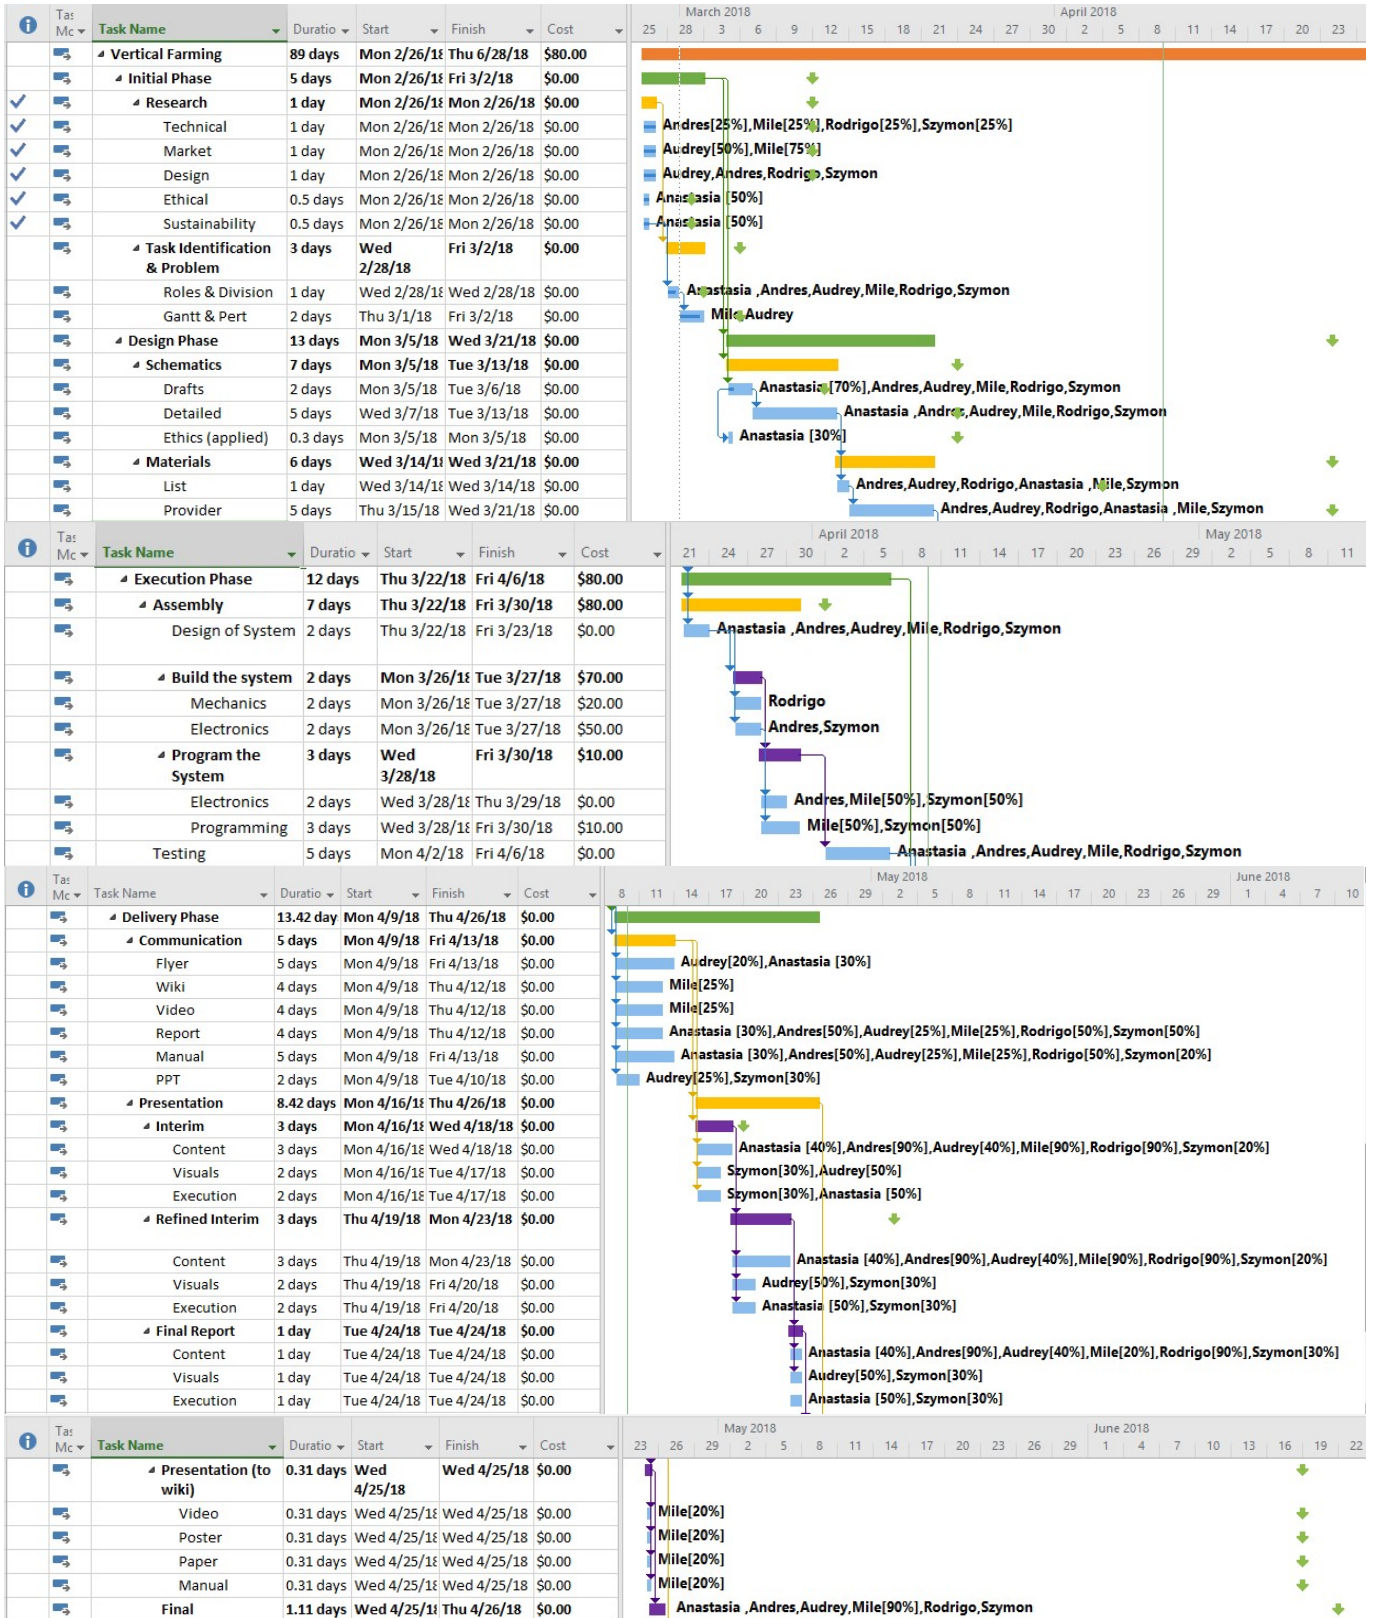 March 2018 April 2018
Tas Mc Task Name Duratio Start Finish Cost 25 28 3 6 9 12 15 18 21 24 27 30 2 5 8 11 14 17 20 23
Vertical Farming 89 days Mon 2/26/18 Thu 6/28/18 $80.00
Initial Phase 5 days Mon 2/26/18 Fri 3/2/18 $0.00
Research 1 day Mon 2/26/18 Mon 2/26/18 $0.00
Technical 1 day Mon 2/26/18 Mon 2/26/18 $0.00 Andres[25%],Mile[25%],Rodrigo[25%],Szymon[25%]
Market 1 day Mon 2/26/18 Mon 2/26/18 $0.00 Audrey[50%],Mile[75%]
Design 1 day Mon 2/26/18 Mon 2/26/18 $0.00 Audrey,Andres,Rodrigo,Szymon
Ethical 0.5 days Mon 2/26/18 Mon 2/26/18 $0.00 Anastasia [50%]
Sustainability 0.5 days Mon 2/26/18 Mon 2/26/18 $0.00 Anastasia [50%]
Task Identification 3 days Wed Fri 3/2/18 $0.00
& Problem 2/28/18
Roles & Division 1 day Wed 2/28/18 Wed 2/28/18 $0.00 Anastasia ,Andres,Audrey,Mile,Rodrigo,Szymon
Gantt & Pert 2 days Thu 3/1/18 Fri 3/2/18 $0.00 Mile,Audrey
Design Phase 13 days Mon 3/5/18 Wed 3/21/18 $0.00
Schematics 7 days Mon 3/5/18 Tue 3/13/18 $0.00
Drafts 2 days Mon 3/5/18 Tue 3/6/18 $0.00 Anastasia [70%],Andres,Audrey,Mile,Rodrigo,Szymon
Detailed 5 days Wed 3/7/18 Tue 3/13/18 $0.00 Anastasia ,Andres,Audrey,Mile,Rodrigo,Szymon
Ethics (applied) 0.3 days Mon 3/5/18 Mon 3/5/18 $0.00 Anastasia [30%]
Materials 6 days Wed 3/14/18 Wed 3/21/18 $0.00
List 1 day Wed 3/14/18 Wed 3/14/18 $0.00 Andres,Audrey,Rodrigo,Anastasia ,Mile,Szymon
Provider 5 days Thu 3/15/18 Wed 3/21/18 $0.00 Andres,Audrey,Rodrigo,Anastasia ,Mile,Szymon
April 2018 May 2018
Tas Mc Task Name Duratio Start Finish Cost 21 24 27 30 2 5 8 11 14 17 20 23 26 29 2 5 8 11
Execution Phase 12 days Thu 3/22/18 Fri 4/6/18 $80.00
Assembly 7 days Thu 3/22/18 Fri 3/30/18 $80.00
Design of System 2 days Thu 3/22/18 Fri 3/23/18 $0.00 Anastasia ,Andres,Audrey,Mile,Rodrigo,Szymon
Build the system 2 days Mon 3/26/18 Tue 3/27/18 $70.00
Mechanics 2 days Mon 3/26/18 Tue 3/27/18 $20.00 Rodrigo
Electronics 2 days Mon 3/26/18 Tue 3/27/18 $50.00 Andres,Szymon
Program the 3 days Wed Fri 3/30/18 $10.00
System 3/28/18
Electronics 2 days Wed 3/28/18 Thu 3/29/18 $0.00 Andres,Mile[50%],Szymon[50%]
Programming 3 days Wed 3/28/18 Fri 3/30/18 $10.00 Mile[50%],Szymon[50%]
Testing 5 days Mon 4/2/18 Fri 4/6/18 $0.00 Anastasia ,Andres,Audrey,Mile,Rodrigo,Szymon
May 2018 June 2018
Tas Mc Task Name Duratio Start Finish Cost 8 11 14 17 20 23 26 29 2 5 8 11 14 17 20 23 26 29 1 4 7 10
Delivery Phase 13.42 day Mon 4/9/18 Thu 4/26/18 $0.00
Communication 5 days Mon 4/9/18 Fri 4/13/18 $0.00
Flyer 5 days Mon 4/9/18 Fri 4/13/18 $0.00 Audrey[20%],Anastasia [30%]
Wiki 4 days Mon 4/9/18 Thu 4/12/18 $0.00 Mile[25%]
Video 4 days Mon 4/9/18 Thu 4/12/18 $0.00 Mile[25%]
Report 4 days Mon 4/9/18 Thu 4/12/18 $0.00 Anastasia [30%],Andres[50%],Audrey[25%],Mile[25%],Rodrigo[50%],Szymon[50%]
Manual 5 days Mon 4/9/18 Fri 4/13/18 $0.00 Anastasia [30%],Andres[50%],Audrey[25%],Mile[25%],Rodrigo[50%],Szymon[20%]
PPT 2 days Mon 4/9/18 Tue 4/10/18 $0.00 Audrey[25%],Szymon[30%]
Presentation 8.42 days Mon 4/16/18 Thu 4/26/18 $0.00
Interim 3 days Mon 4/16/18 Wed 4/18/18 $0.00
Content 3 days Mon 4/16/18 Wed 4/18/18 $0.00 Anastasia [40%],Andres[90%],Audrey[40%],Mile[90%],Rodrigo[90%],Szymon[20%]
Visuals 2 days Mon 4/16/18 Tue 4/17/18 $0.00 Szymon[30%],Audrey[50%]
Execution 2 days Mon 4/16/18 Tue 4/17/18 $0.00 Szymon[30%],Anastasia [50%]
Refined Interim 3 days Thu 4/19/18 Mon 4/23/18 $0.00
Content 3 days Thu 4/19/18 Mon 4/23/18 $0.00 Anastasia [40%],Andres[90%],Audrey[40%],Mile[90%],Rodrigo[90%],Szymon[20%]
Visuals 2 days Thu 4/19/18 Fri 4/20/18 $0.00 Audrey[50%],Szymon[30%]
Execution 2 days Thu 4/19/18 Fri 4/20/18 $0.00 Anastasia [50%],Szymon[30%]
Final Report 1 day Tue 4/24/18 Tue 4/24/18 $0.00
Content 1 day Tue 4/24/18 Tue 4/24/18 $0.00 Anastasia [40%],Andres[90%],Audrey[40%],Mile[20%],Rodrigo[90%],Szymon[30%]
Visuals 1 day Tue 4/24/18 Tue 4/24/18 $0.00 Audrey[50%],Szymon[30%]
Execution 1 day Tue 4/24/18 Tue 4/24/18 $0.00 Anastasia [50%],Szymon[30%]
May 2018 June 2018
Tas Mc Task Name Duratio Start Finish Cost 23 26 29 2 5 8 11 14 17 20 23 26 29 1 4 7 10 13 16 19 22
Presentation (to 0.31 days Wed Wed 4/25/18 $0.00
wiki) 4/25/18
Video 0.31 days Wed 4/25/18 Wed 4/25/18 $0.00 Mile[20%]
Poster 0.31 days Wed 4/25/18 Wed 4/25/18 $0.00 Mile[20%]
Paper 0.31 days Wed 4/25/18 Wed 4/25/18 $0.00 Mile[20%]
Manual 0.31 days Wed 4/25/18 Wed 4/25/18 $0.00 Mile[20%]
Final 1.11 days Wed 4/25/18 Thu 4/26/18 $0.00 Anastasia ,Andres,Audrey,Mile[90%],Rodrigo,Szymon